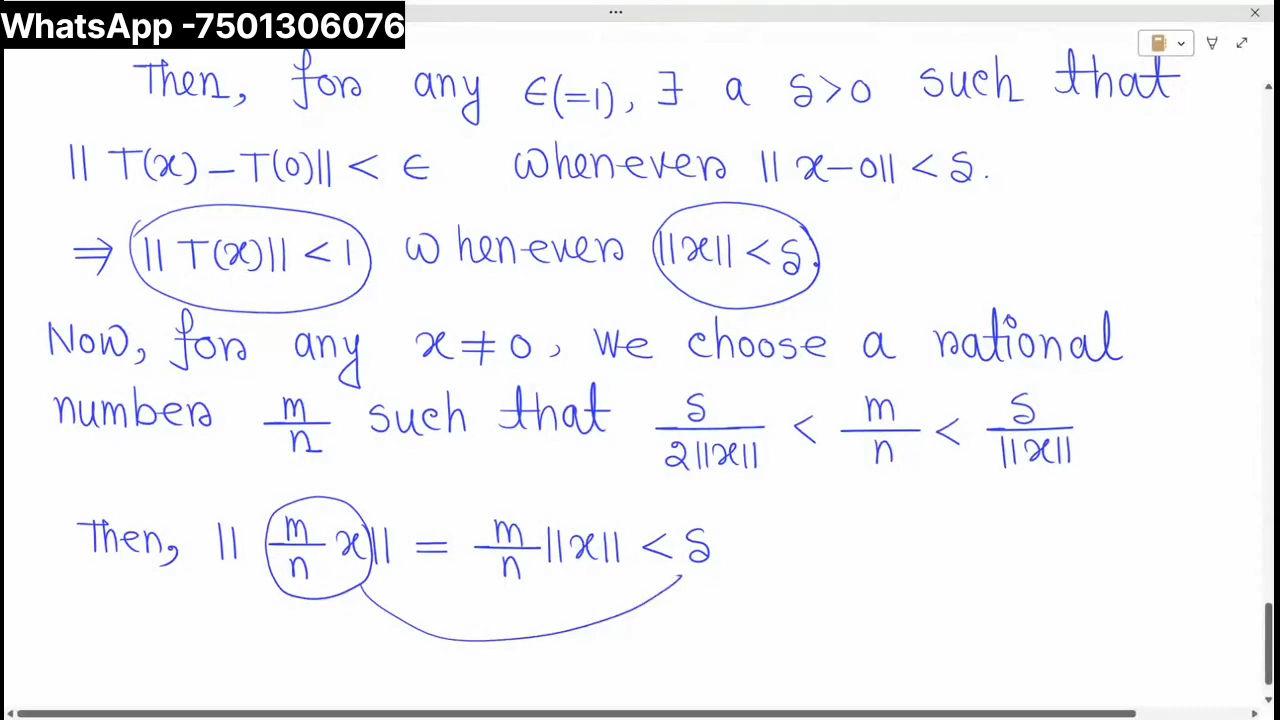 WhatsApp -7501306076
Then, for any ϵ(=1), ∃ a δ>0 such that
|| T(x) – T(0)|| < ϵ whenever || x–0|| < δ.
⇒ || T(x)|| < 1 whenever ||x|| < δ.
Now, for any x ≠ 0, we choose a rational
number m/n such that δ/2||x|| < m/n < δ/||x||
Then, || m/n x|| = m/n ||x|| < δ